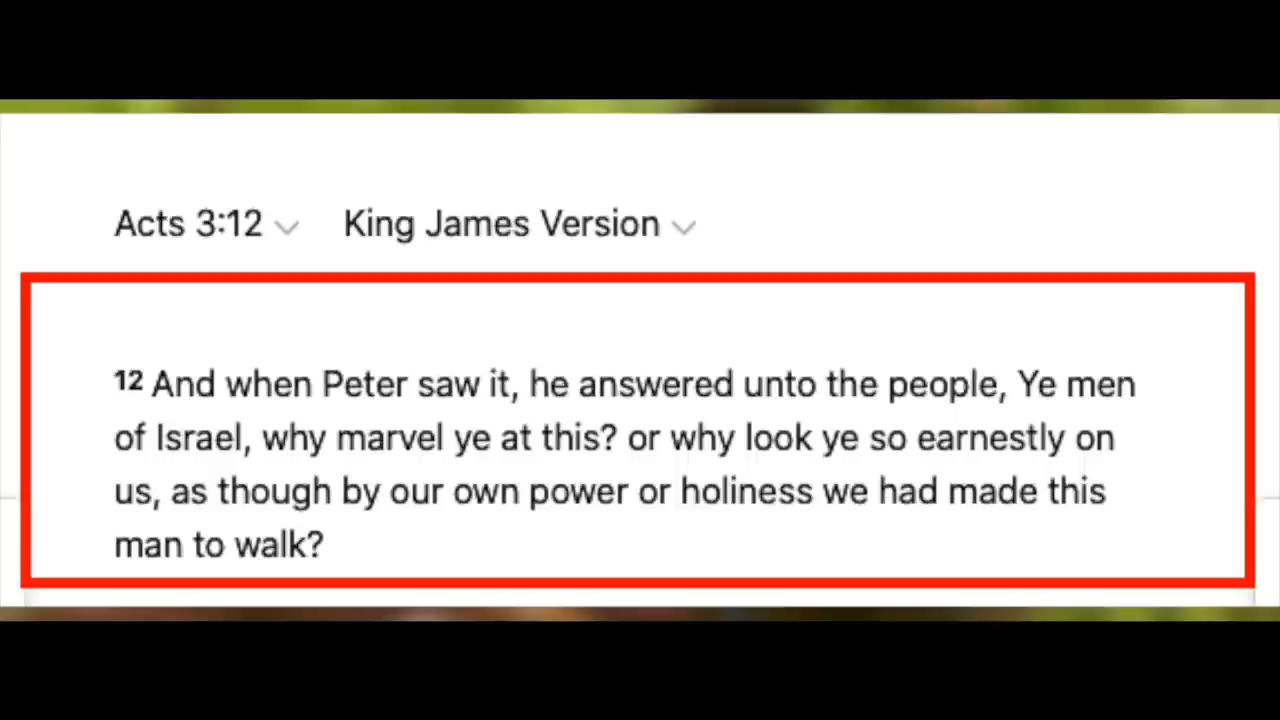 Acts 3:12 King James Version
12 And when Peter saw it, he answered unto the people, Ye men
of Israel, why marvel ye at this? or why look ye so earnestly on
us, as though by our own power or holiness we had made this
man to walk?